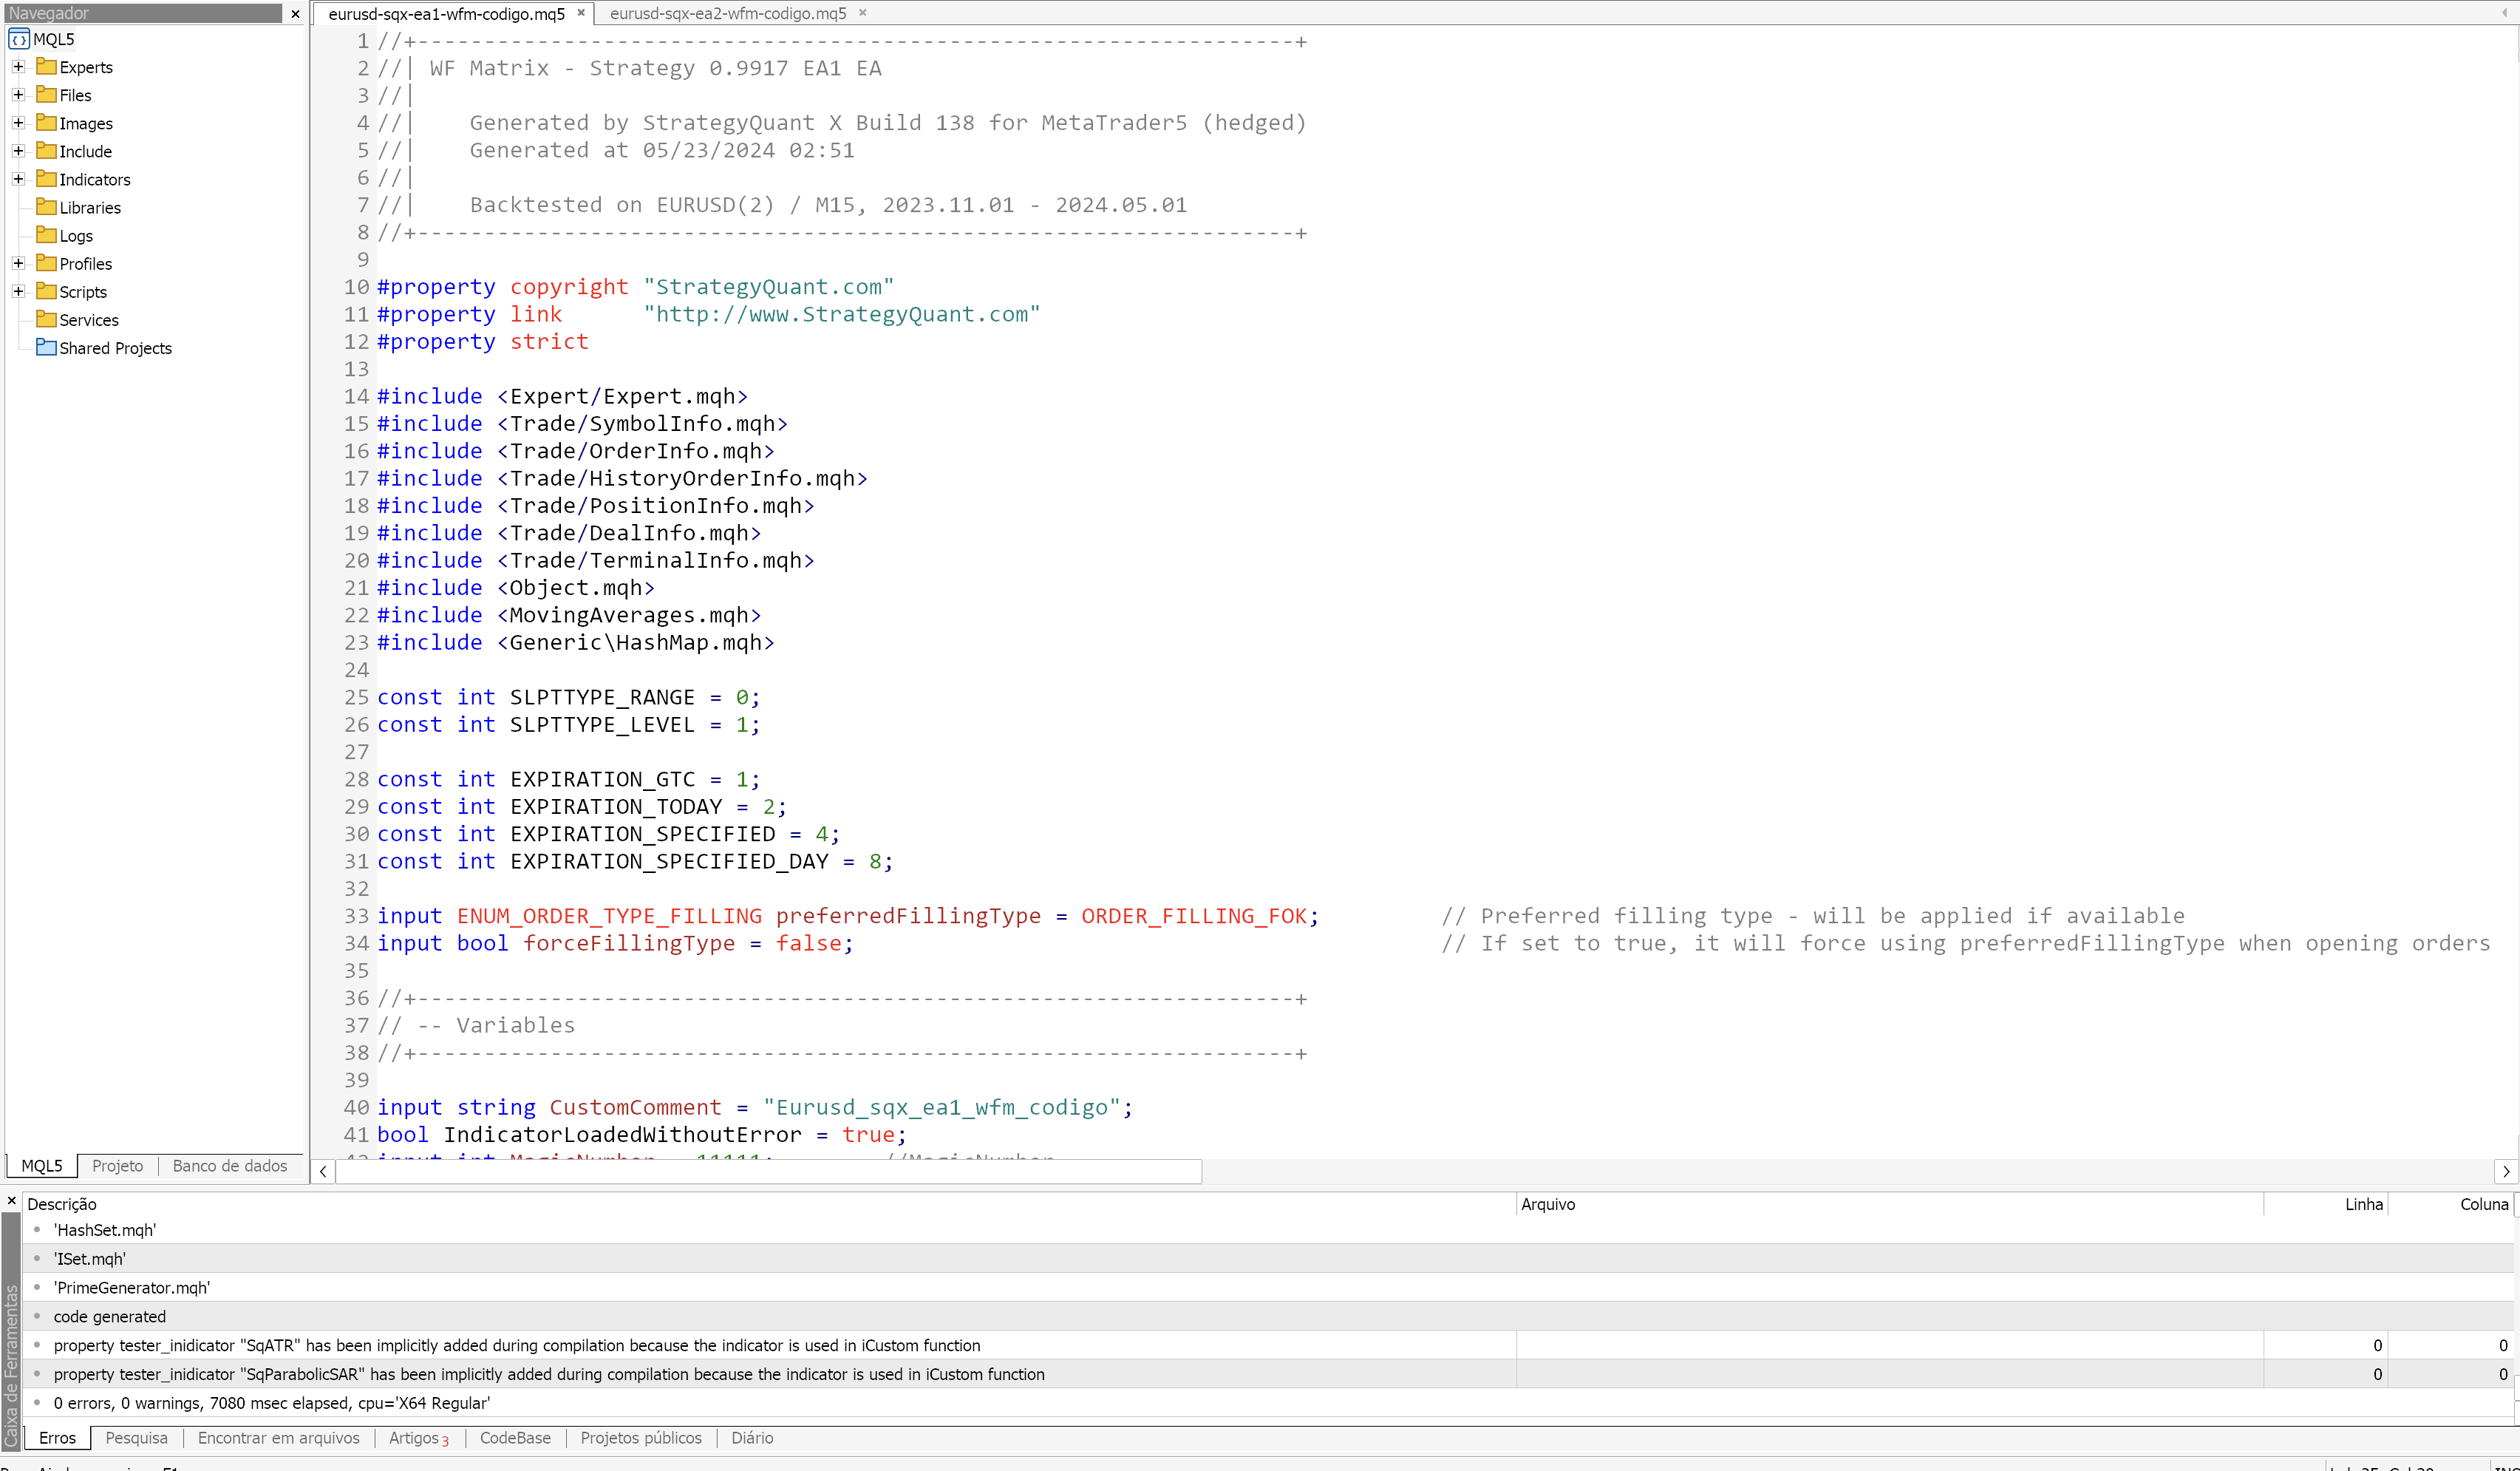 Navegador
MQL5
Experts
Files
Images
Include
Indicators
Libraries
Logs
Profiles
Scripts
Services
Shared Projects
MQL5 Projeto Banco de dados
eurusd-sqx-ea1-wfm-codigo.mq5 eurusd-sqx-ea2-wfm-codigo.mq5
1 //+------------------------------------------------------------------+
2 //| WF Matrix - Strategy 0.9917 EA1 EA
3 //|
4 //|    Generated by StrategyQuant X Build 138 for MetaTrader5 (hedged)
5 //|    Generated at 05/23/2024 02:51
6 //|
7 //|    Backtested on EURUSD(2) / M15, 2023.11.01 - 2024.05.01
8 //+------------------------------------------------------------------+
9
10 #property copyright "StrategyQuant.com"
11 #property link      "http://www.StrategyQuant.com"
12 #property strict
13
14 #include <Expert/Expert.mqh>
15 #include <Trade/SymbolInfo.mqh>
16 #include <Trade/OrderInfo.mqh>
17 #include <Trade/HistoryOrderInfo.mqh>
18 #include <Trade/PositionInfo.mqh>
19 #include <Trade/DealInfo.mqh>
20 #include <Trade/TerminalInfo.mqh>
21 #include <Object.mqh>
22 #include <MovingAverages.mqh>
23 #include <Generic\HashMap.mqh>
24
25 const int SLPTTYPE_RANGE = 0;
26 const int SLPTTYPE_LEVEL = 1;
27
28 const int EXPIRATION_GTC = 1;
29 const int EXPIRATION_TODAY = 2;
30 const int EXPIRATION_SPECIFIED = 4;
31 const int EXPIRATION_SPECIFIED_DAY = 8;
32
33 input ENUM_ORDER_TYPE_FILLING preferredFillingType = ORDER_FILLING_FOK;         // Preferred filling type - will be applied if available
34 input bool forceFillingType = false;                                            // If set to true, it will force using preferredFillingType when opening orders
35
36 //+------------------------------------------------------------------+
37 // -- Variables
38 //+------------------------------------------------------------------+
39
40 input string CustomComment = "Eurusd_sqx_ea1_wfm_codigo";
41 bool IndicatorLoadedWithoutError = true;
Descrição Arquivo Linha Coluna
'HashSet.mqh'
'ISet.mqh'
'PrimeGenerator.mqh'
code generated
property tester_inidicator "SqATR" has been implicitly added during compilation because the indicator is used in iCustom function 0 0
property tester_inidicator "SqParabolicSAR" has been implicitly added during compilation because the indicator is used in iCustom function 0 0
0 errors, 0 warnings, 7080 msec elapsed, cpu='X64 Regular'
Caixa de Ferramentas
Erros Pesquisa Encontrar em arquivos Artigos 3 CodeBase Projetos públicos Diário